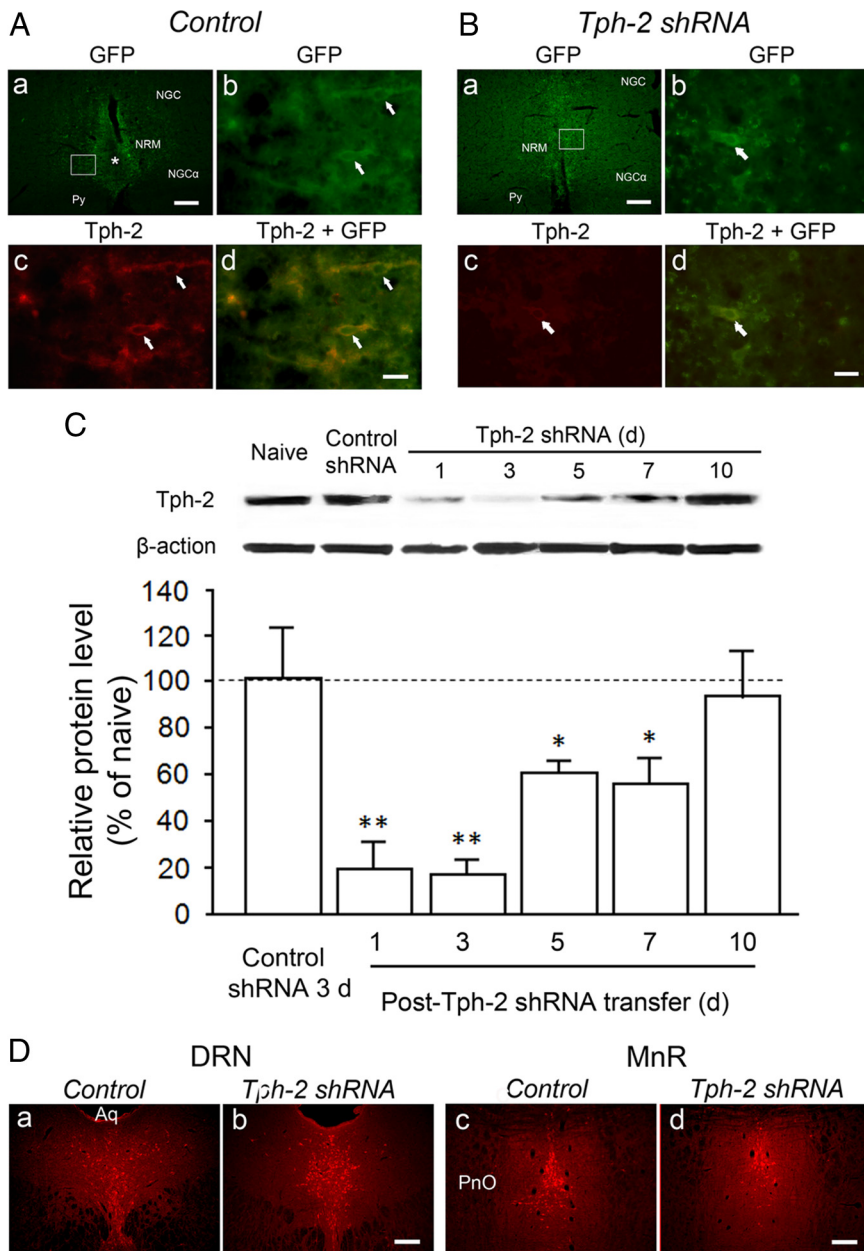 A Control
GFP GFP
a NGC b
NRM
*
NGCα
Py
Tph-2 Tph-2 + GFP
c d
B Tph-2 shRNA
GFP GFP
a NGC b
NRM
NGCα
Py
Tph-2 Tph-2 + GFP
c d
C
Naive Control shRNA Tph-2 shRNA (d)
1 3 5 7 10
Tph-2
β-action
Relative protein level
(% of naive)
140
120
100
80
60
40
20
0
** ** * *
Control
shRNA 3 d
1 3 5 7 10
Post-Tph-2 shRNA transfer (d)
D DRN MnR
Control Tph-2 shRNA Control Tph-2 shRNA
a Aq b c d
PnO